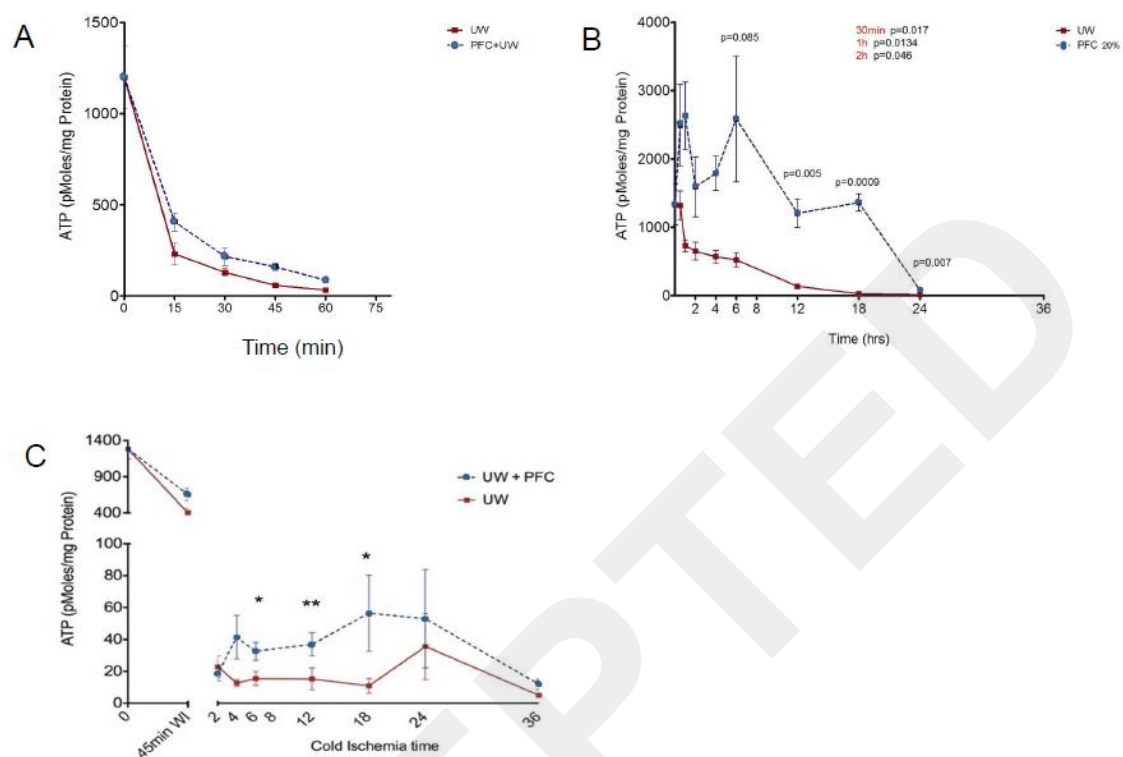 A
1500
1000
500
0
ATP (pMoles/mg Protein)
UW
PFC+UW
0 15 30 45 60 75
Time (min)
B
4000
3000
2000
1000
0
ATP (pMoles/mg Protein)
p=0.085
30min p=0.017
1h p=0.0134
2h p=0.046
UW
PFC 20%
p=0.005
p=0.0009
p=0.007
2 4 6 8 12 18 24 36
Time (hrs)
C
1400
900
400
100
80
60
40
20
0
ATP (pMoles/mg Protein)
UW + PFC
UW
* ** *
0 45min WI 2 4 6 8 12 18 24 36
Cold Ischemia time
PTED